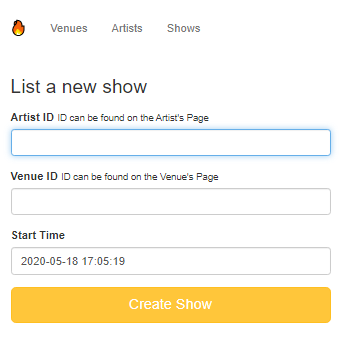 Venues Artists Shows
List a new show
Artist ID ID can be found on the Artist's Page
Venue ID ID can be found on the Venue's Page
Start Time
2020-05-18 17:05:19
Create Show